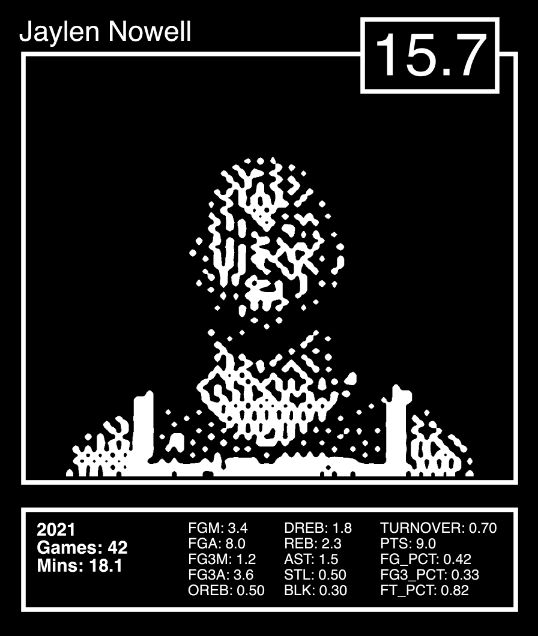 Jaylen Nowell
15.7
2021
Games: 42
Mins: 18.1
FGM: 3.4
FGA: 8.0
FG3M: 1.2
FG3A: 3.6
OREB: 0.50
DREB: 1.8
REB: 2.3
AST: 1.5
STL: 0.50
BLK: 0.30
TURNOVER: 0.70
PTS: 9.0
FG_PCT: 0.42
FG3_PCT: 0.33
FT_PCT: 0.82